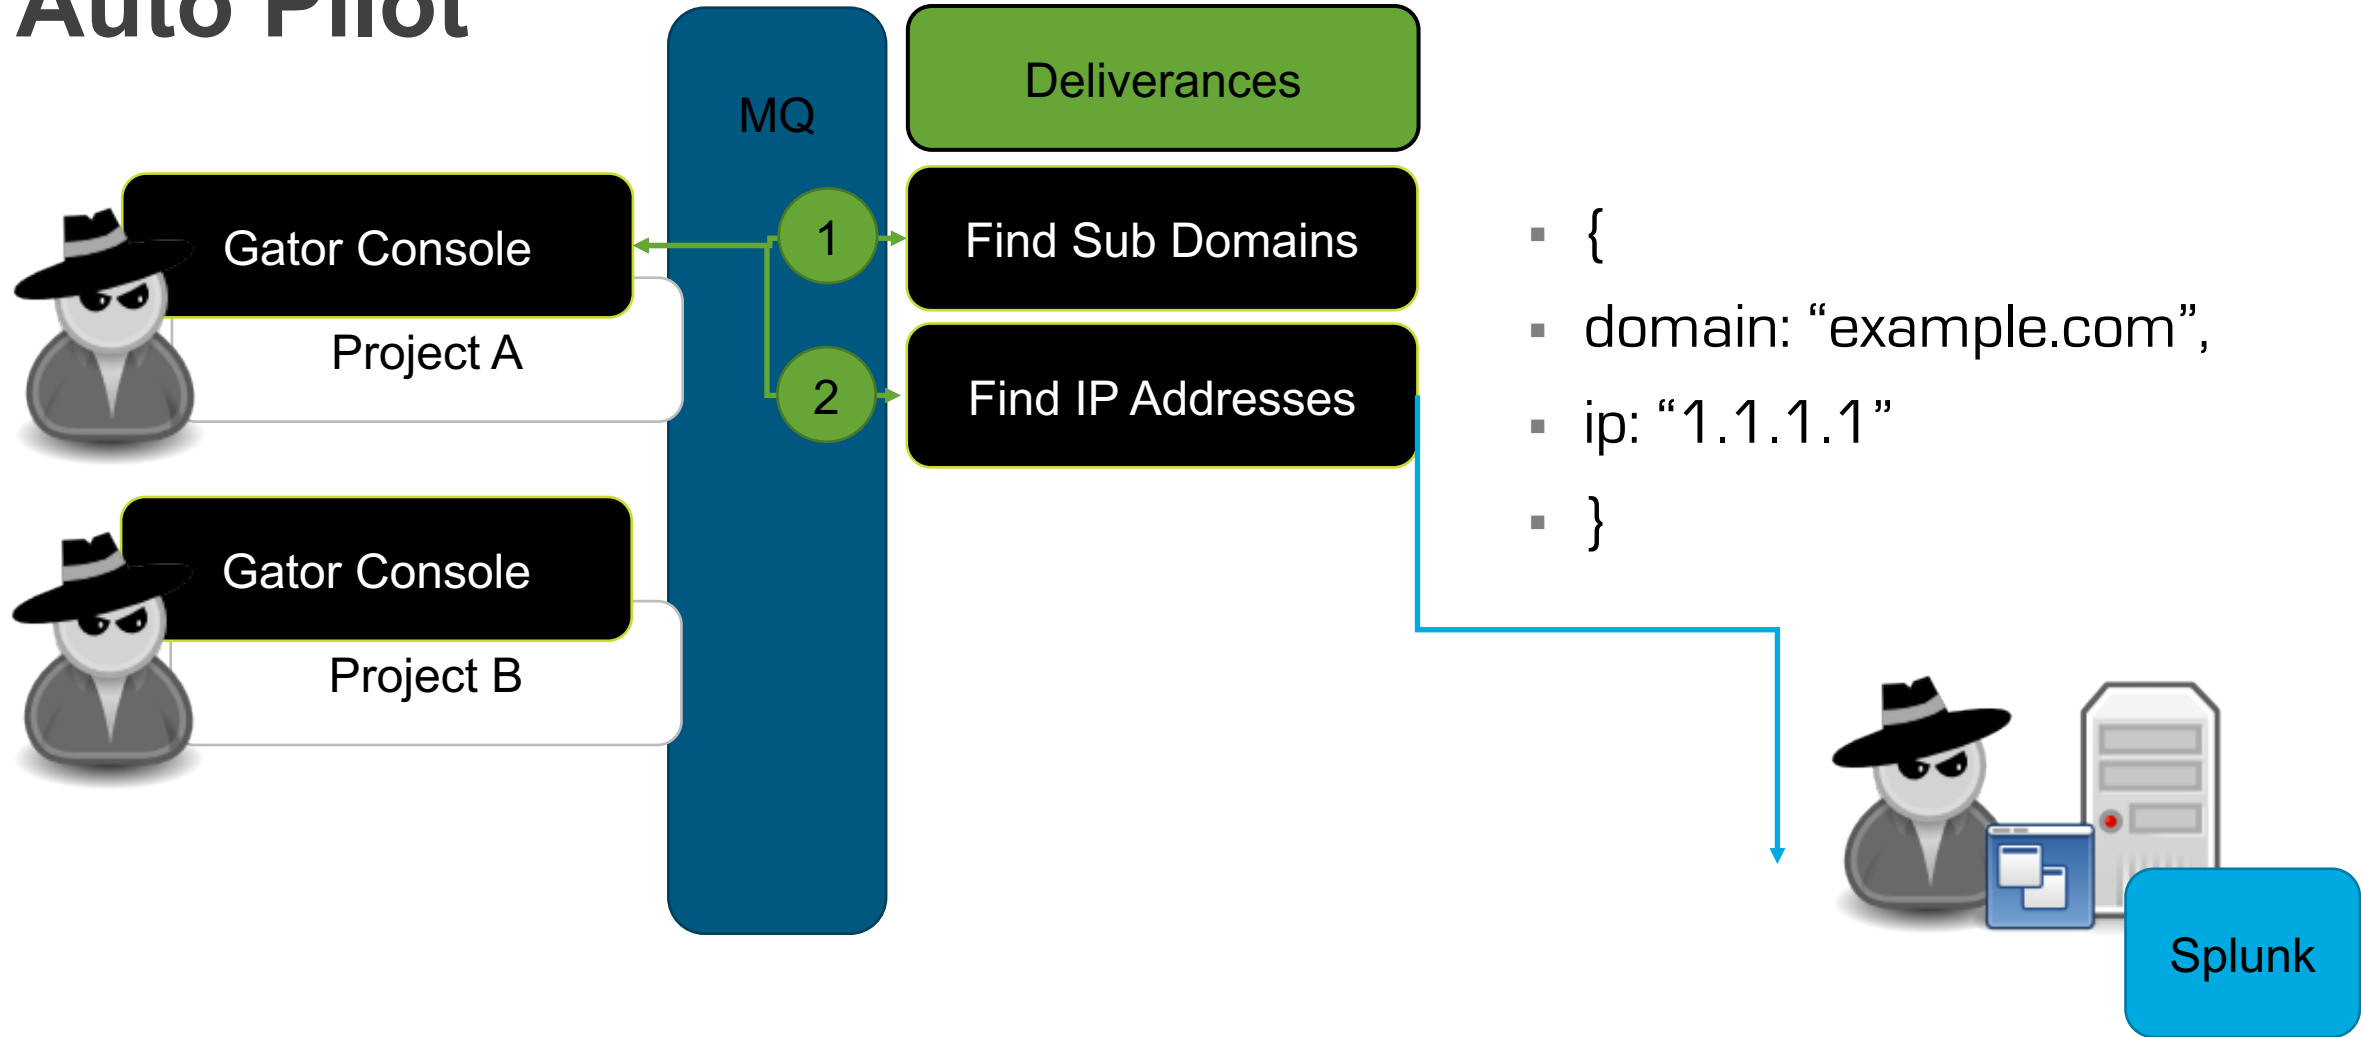 Auto Pilot
MQ
Deliverances
Gator Console
Project A
1
Find Sub Domains
2
Find IP Addresses
Gator Console
Project B
▪ {
▪ domain: “example.com”,
▪ ip: “1.1.1.1”
▪ }
Splunk